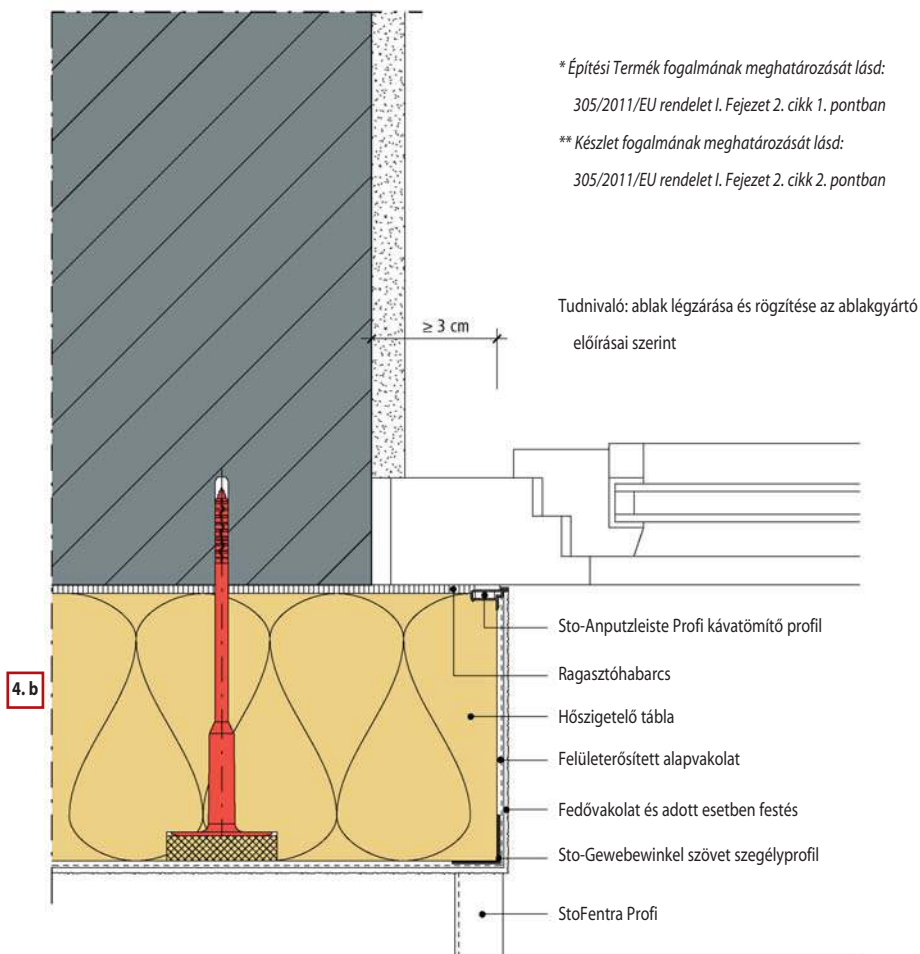 * Építési Termék fogalmának meghatározását lásd:
305/2011/EU rendelet I. Fejezet 2. cikk 1. pontban
** Készlet fogalmának meghatározását lásd:
305/2011/EU rendelet I. Fejezet 2. cikk 2. pontban
Tudnivaló: ablak légzárása és rögzítése az ablakgyártó
előírásai szerint
≥ 3 cm
Sto-Anputzleiste Profi kávatömítő profil
Ragasztóhabarcs
4. b
Hőszigetelő tábla
Felületerősített alapvakolat
Fedővakolat és adott esetben festés
Sto-Gewebewinkel szövet szegélyprofil
StoFentra Profi